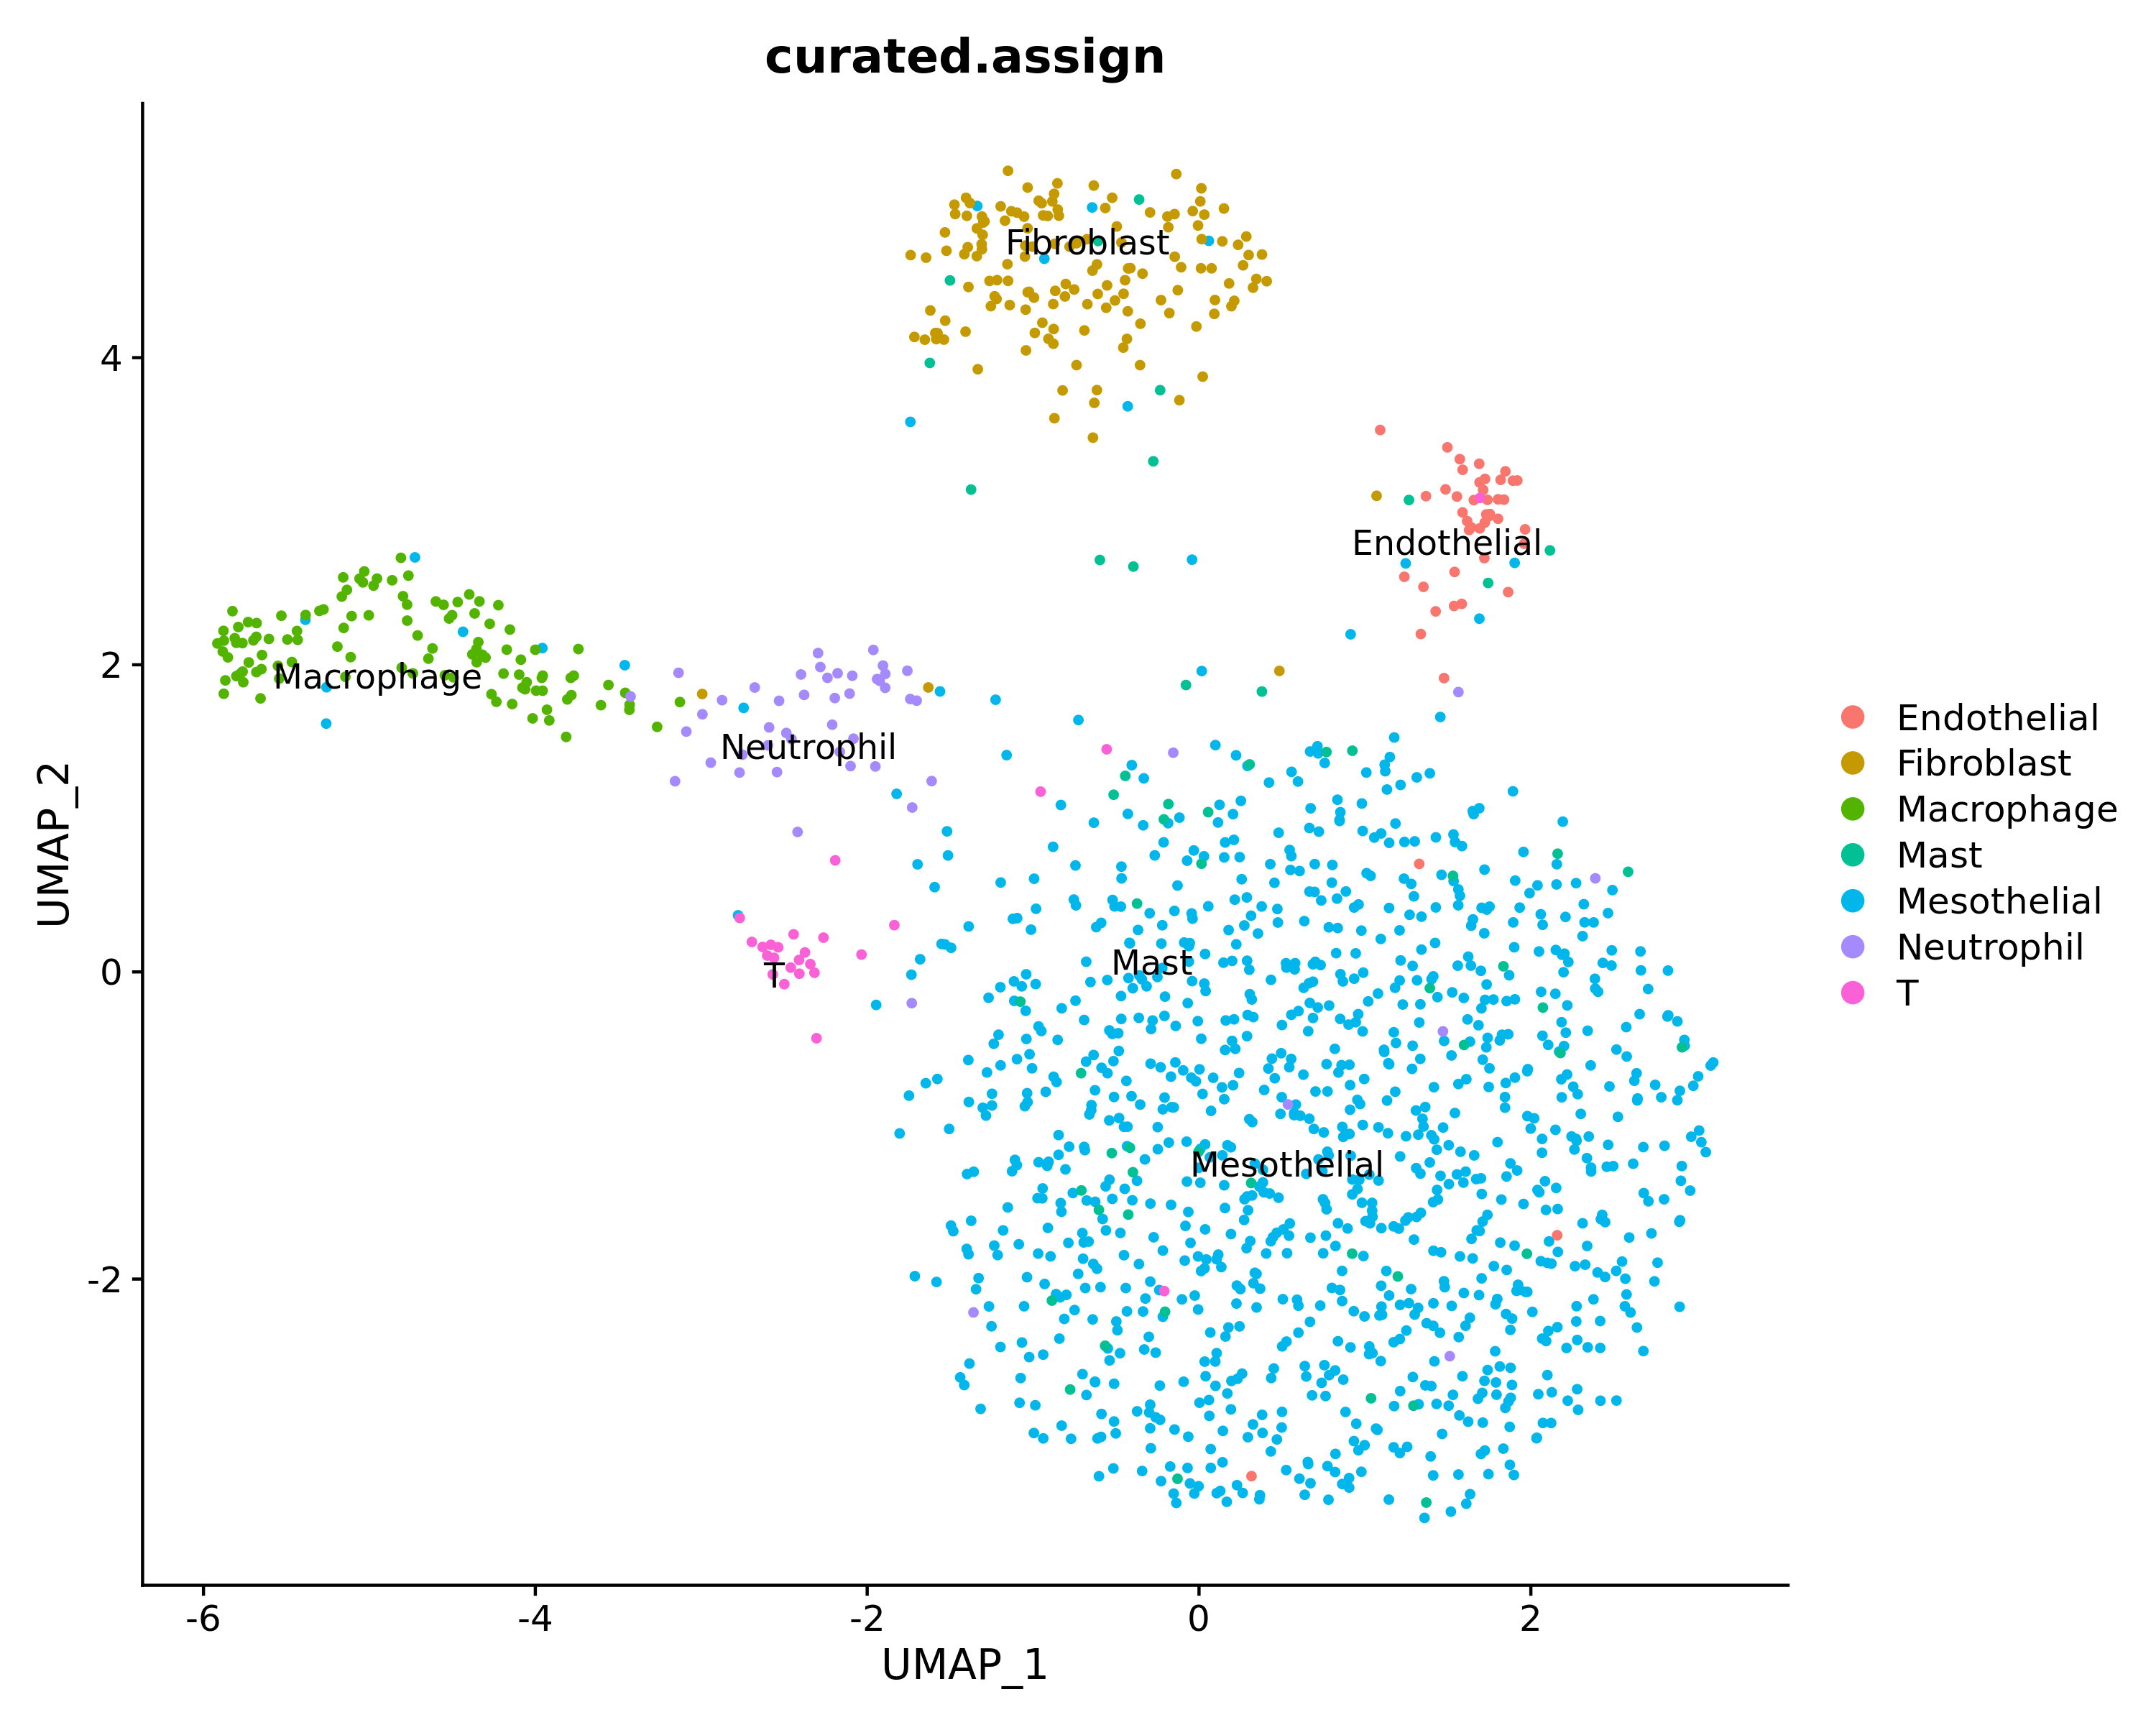 curated.assign
Fibroblast
Endothelial
Macrophage
Neutrophil
T
Mast
Mesothelial
4
2
0
-2
UMAP_2
-6
-4
-2
0
2
UMAP_1
Endothelial
Fibroblast
Macrophage
Mast
Mesothelial
Neutrophil
T